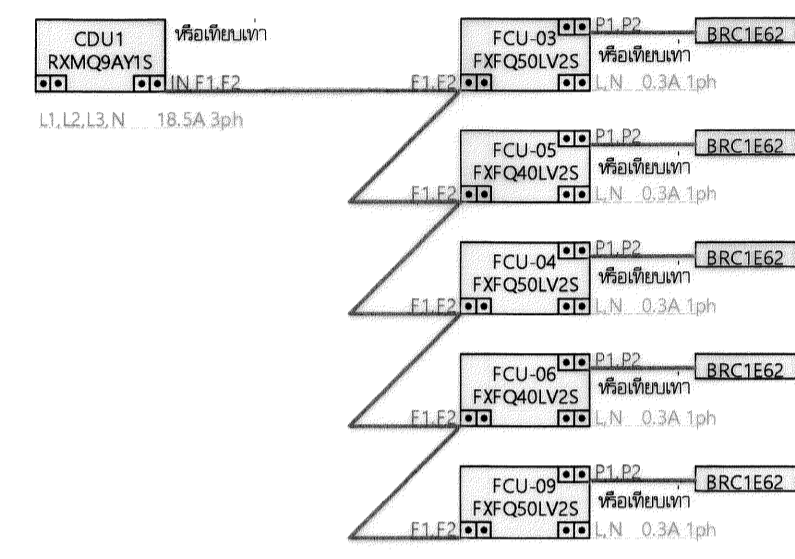 CDU1
RXMQ9AY1S
หรือเทียบเท่า
IN F1,F2
L1,L2,L3,N 18.5A 3ph
FCU-03
FXFQ50LV2S
P1,P2
BRC1E62
หรือเทียบเท่า
F1,F2
L,N 0.3A 1ph
FCU-05
FXFQ40LV2S
P1,P2
BRC1E62
หรือเทียบเท่า
F1,F2
L,N 0.3A 1ph
FCU-04
FXFQ50LV2S
P1,P2
BRC1E62
หรือเทียบเท่า
F1,F2
L,N 0.3A 1ph
FCU-06
FXFQ40LV2S
P1,P2
BRC1E62
หรือเทียบเท่า
F1,F2
L,N 0.3A 1ph
FCU-09
FXFQ50LV2S
P1,P2
BRC1E62
หรือเทียบเท่า
F1,F2
L,N 0.3A 1ph